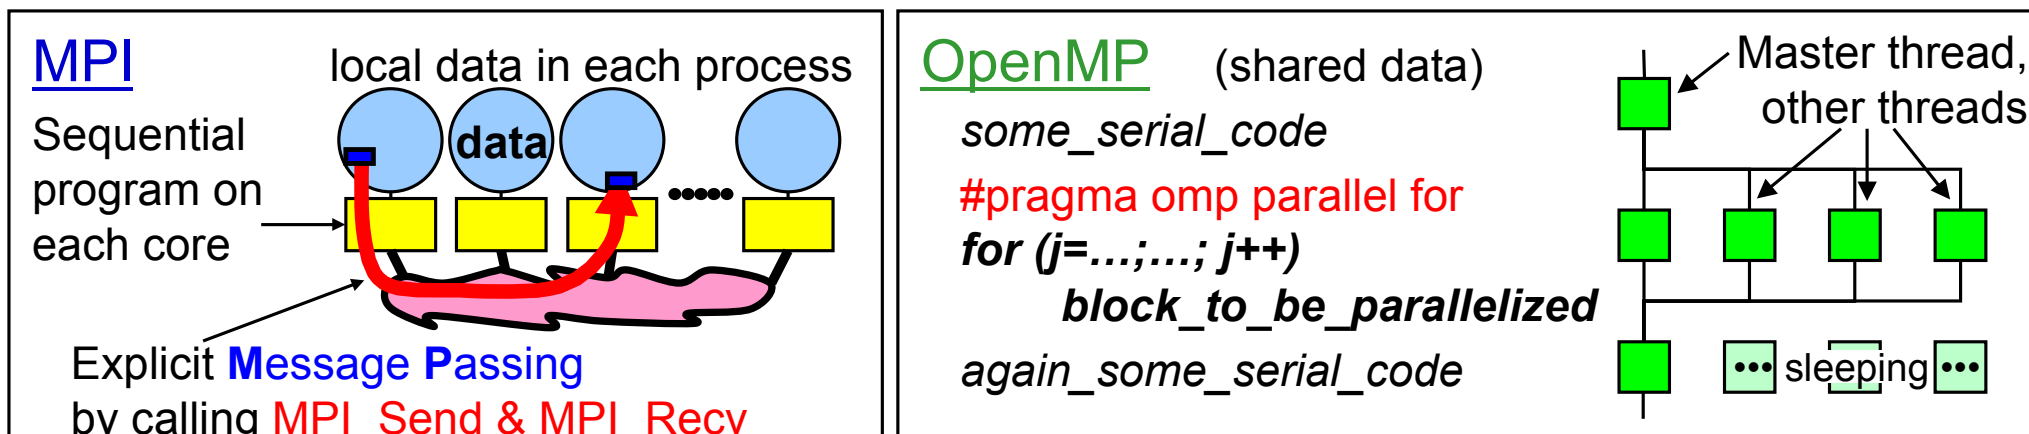 MPI
local data in each process
Sequential
program on
each core
data
Explicit Message Passing
by calling MPI_Send & MPI_Recv
OpenMP (shared data)
some_serial_code
#pragma omp parallel for
for (j=…;…; j++)
block_to_be_parallelized
again_some_serial_code
Master thread,
other threads
••• sleeping •••